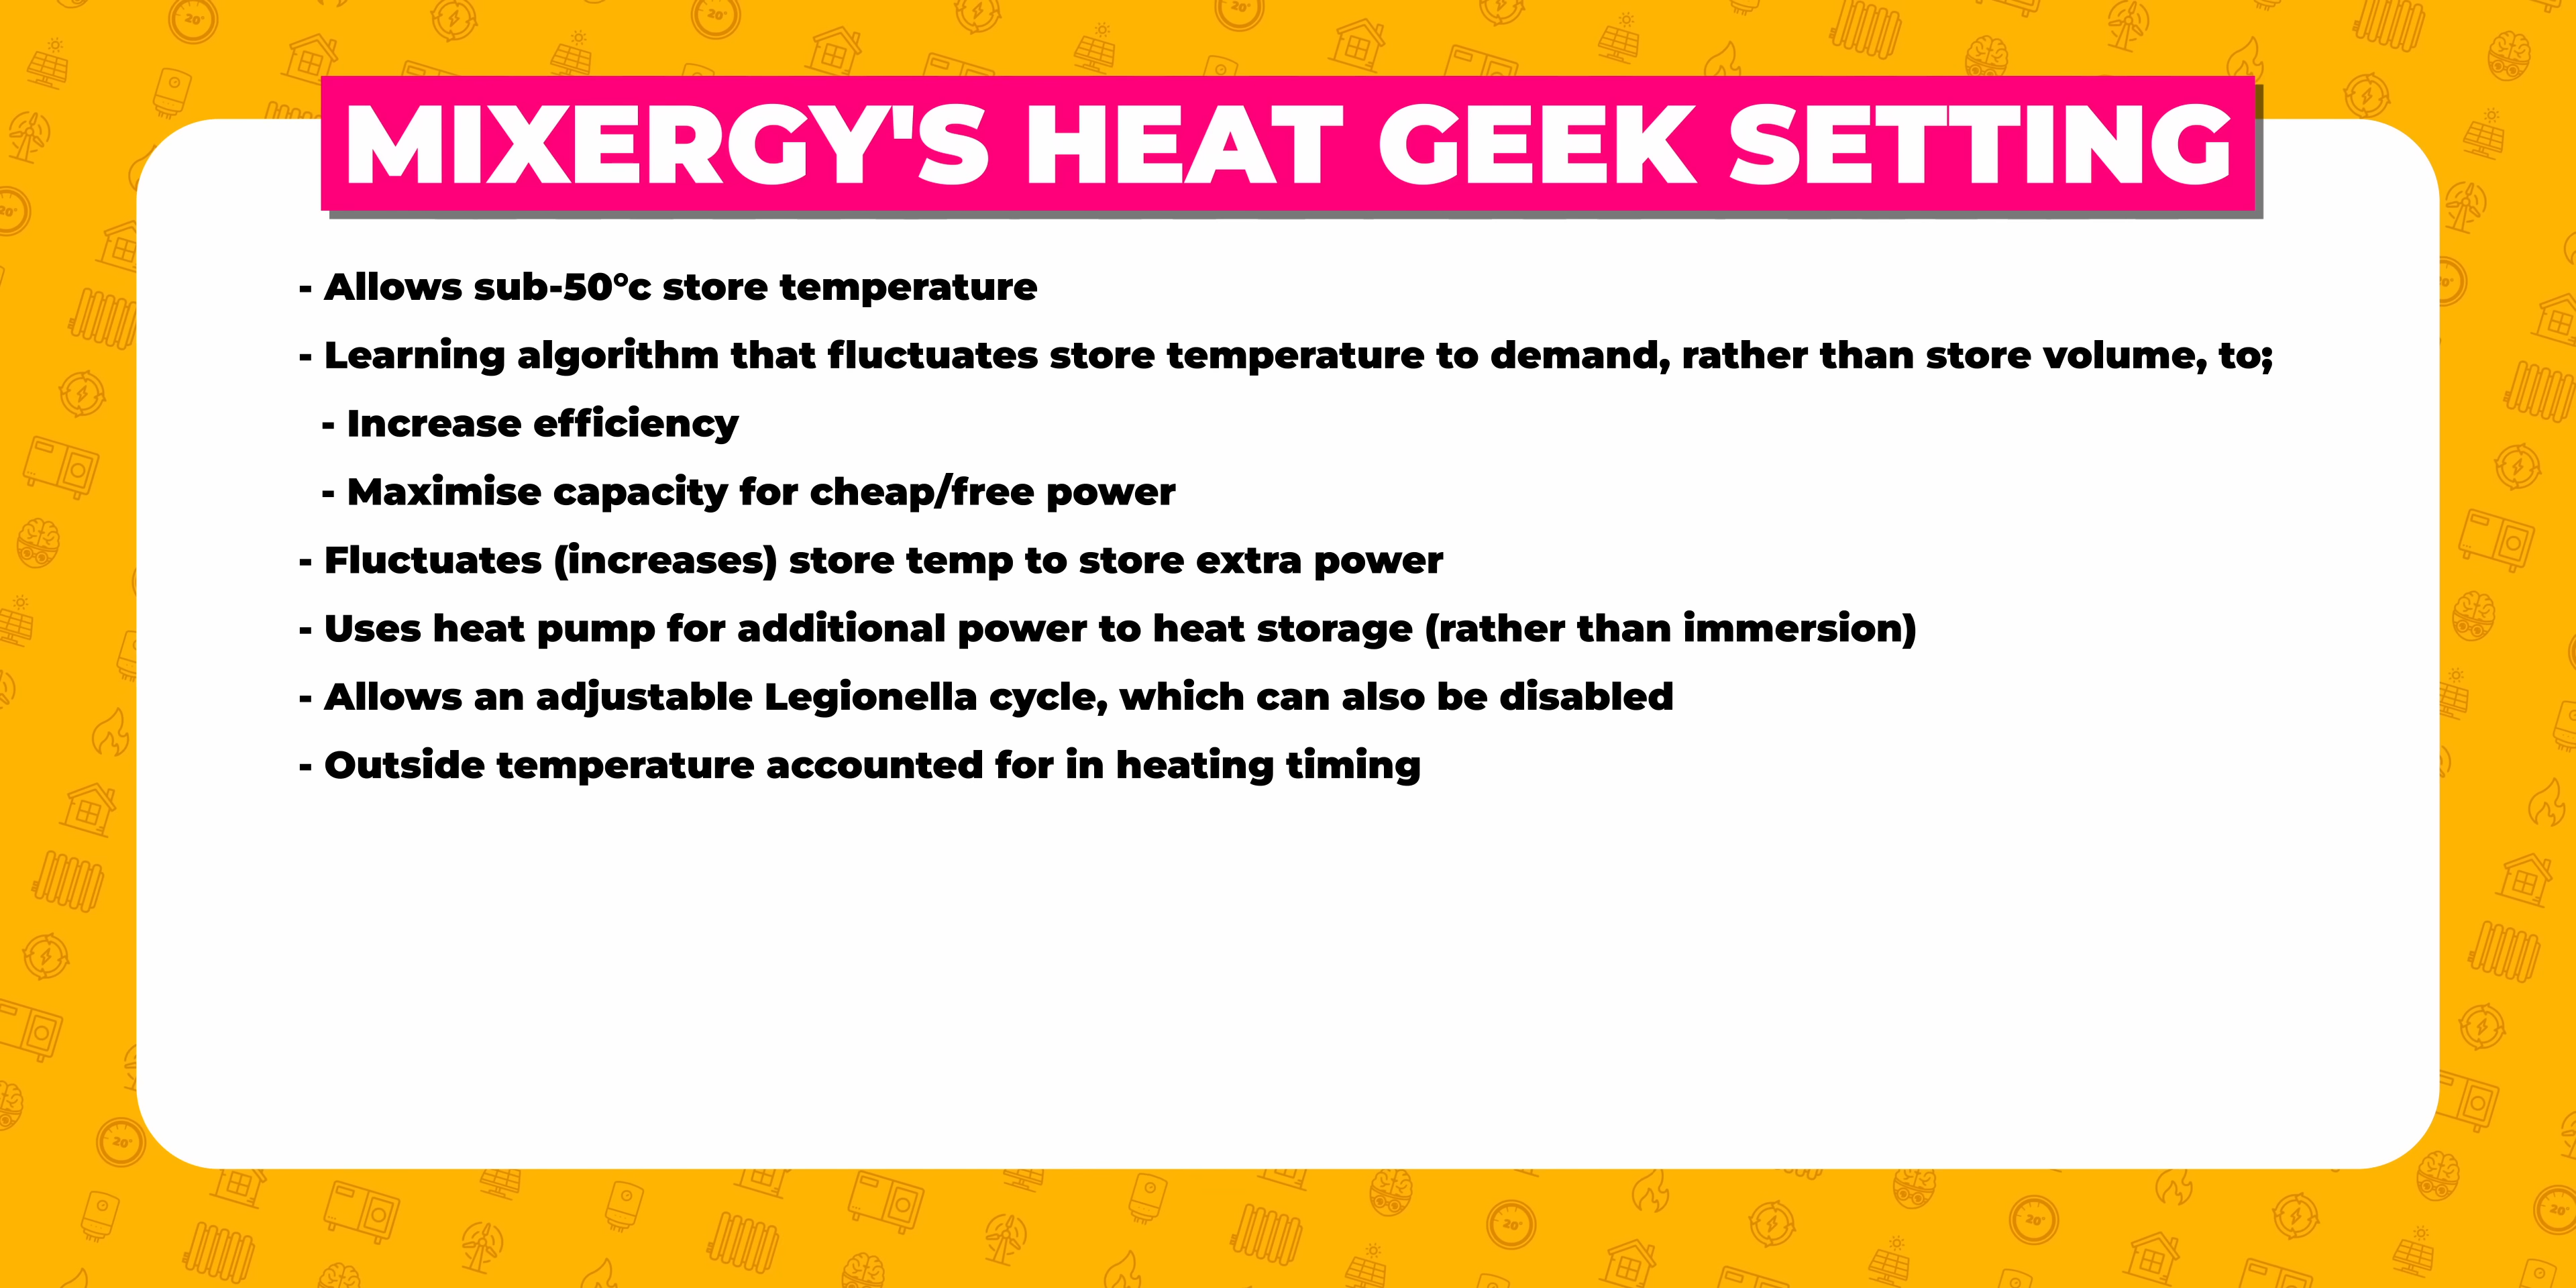 MIXERGY'S HEAT GEEK SETTING
- Allows sub-50°c store temperature
- Learning algorithm that fluctuates store temperature to demand, rather than store volume, to;
- Increase efficiency
- Maximise capacity for cheap/free power
- Fluctuates (increases) store temp to store extra power
- Uses heat pump for additional power to heat storage (rather than immersion)
- Allows an adjustable Legionella cycle, which can also be disabled
- Outside temperature accounted for in heating timing